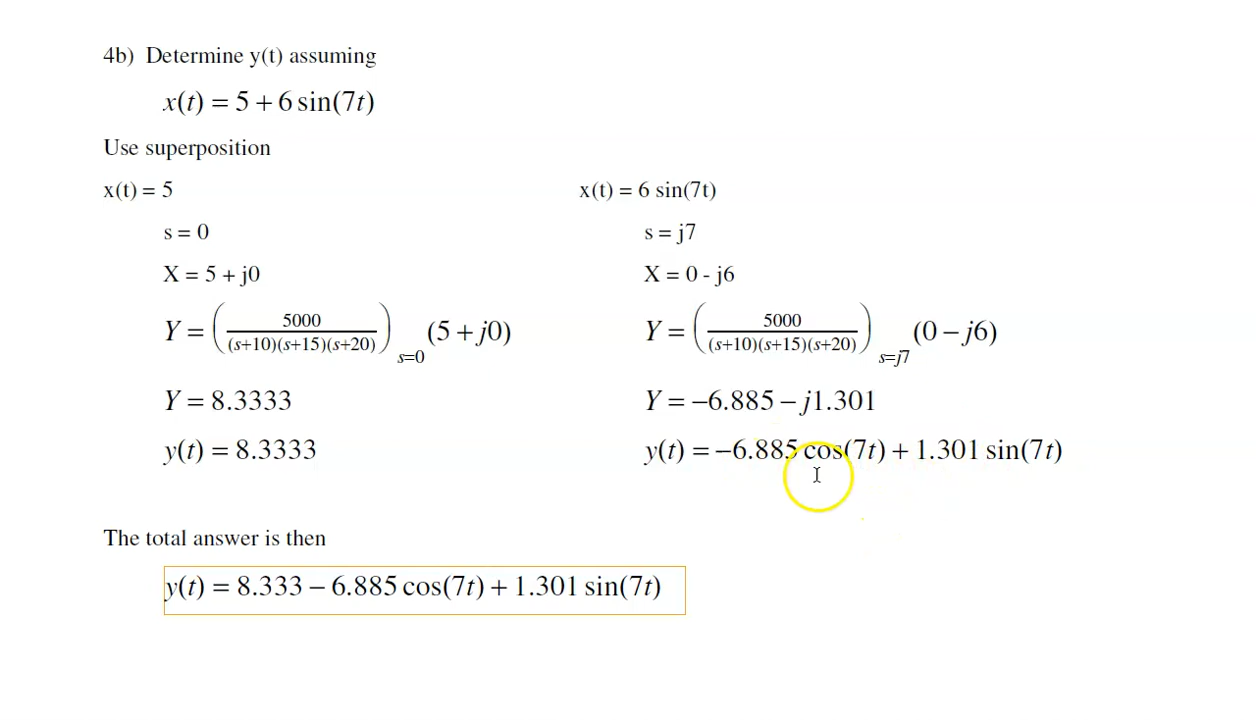 4b) Determine y(t) assuming
x(t) = 5 + 6 sin(7t)
Use superposition
x(t) = 5
s = 0
X = 5 + j0
Y = (5000 / (s+10)(s+15)(s+20))s=0 (5 + j0)
Y = 8.3333
y(t) = 8.3333
x(t) = 6 sin(7t)
s = j7
X = 0 - j6
Y = (5000 / (s+10)(s+15)(s+20))s=j7 (0 − j6)
Y = −6.885 − j1.301
y(t) = −6.885 cos(7t) + 1.301 sin(7t)
The total answer is then
y(t) = 8.333 − 6.885 cos(7t) + 1.301 sin(7t)